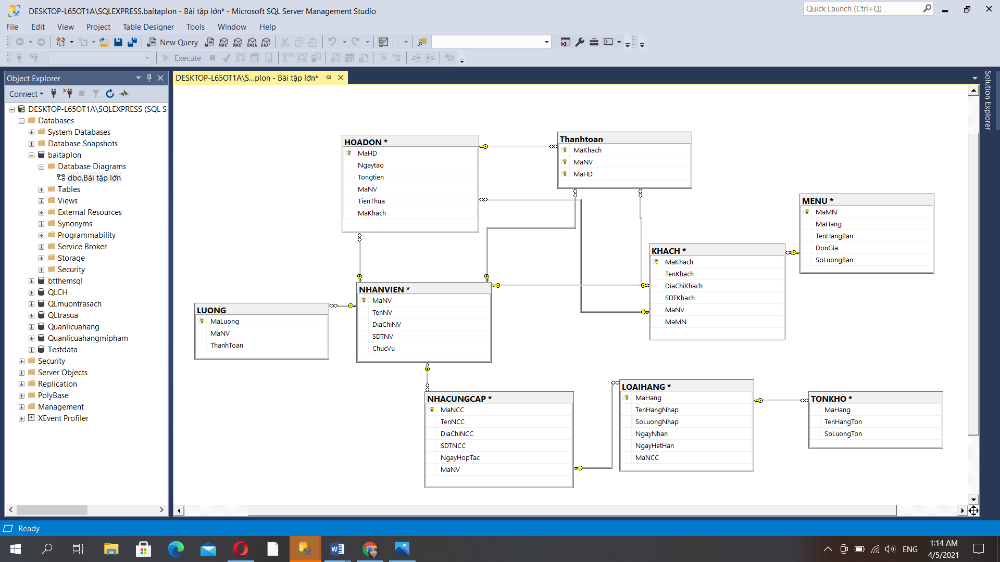 DESKTOP-L65OT1A\SQLEXPRESS.baitaplon - Bài tập lớn* - Microsoft SQL Server Management Studio
Quick Launch (Ctrl+Q)
File Edit View Project Table Designer Tools Window Help
New Query
MDX DMX XMLA DAX
Execute
Object Explorer
Connect
DESKTOP-L65OT1A\SQLEXPRESS (SQL S
Databases
System Databases
Database Snapshots
baitaplon
Database Diagrams
dbo.Bài tập lớn
Tables
Views
External Resources
Synonyms
Programmability
Service Broker
Storage
Security
btthemsql
QLCH
QLmuontrasach
QLtrasua
Quanlicuahang
Quanlicuahangmipham
Testdata
Security
Server Objects
Replication
PolyBase
Management
XEvent Profiler
DESKTOP-L65OT1A\S...plon - Bài tập lớn*
Solution Explorer
HOADON *
MaHD
Ngaytao
Tongtien
MaNV
TienThua
MaKhach
Thanhtoan
MaKhach
MaNV
MaHD
MENU *
MaMN
MaHang
TenHangBan
DonGia
SoLuongBan
KHACH *
MaKhach
TenKhach
DiaChiKhach
SDTKhach
MaNV
MaMN
NHANVIEN *
MaNV
TenNV
DiaChiNV
SDTNV
ChucVu
LUONG
MaLuong
MaNV
ThanhToan
NHACUNGCAP *
MaNCC
TenNCC
DiaChiNCC
SDTNCC
NgayHopTac
MaNV
LOAIHANG *
MaHang
TenHangNhap
SoLuongNhap
NgayNhan
NgayHetHan
MaNCC
TONKHO *
MaHang
TenHangTon
SoLuongTon
Ready
ENG
1:14 AM
4/5/2021